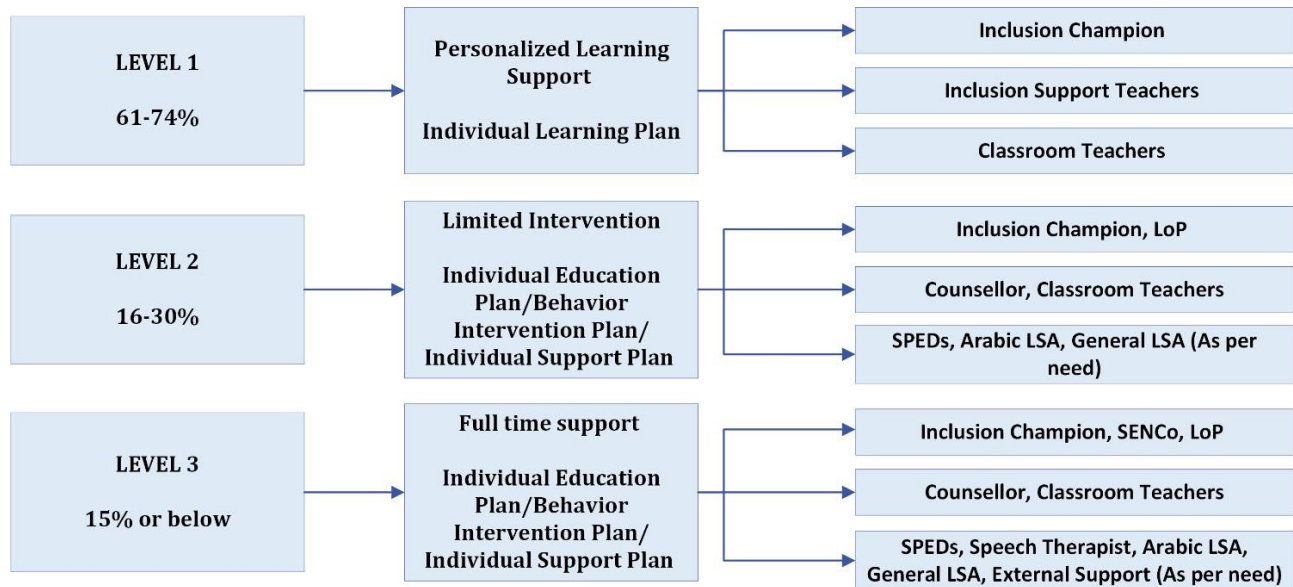 LEVEL 1
61-74%
Personalized Learning
Support
Individual Learning Plan
Inclusion Champion
Inclusion Support Teachers
Classroom Teachers
LEVEL 2
16-30%
Limited Intervention
Individual Education
Plan/Behavior
Intervention Plan/
Individual Support Plan
Inclusion Champion, LoP
Counsellor, Classroom Teachers
SPEDs, Arabic LSA, General LSA (As per
need)
LEVEL 3
15% or below
Full time support
Individual Education
Plan/Behavior
Intervention Plan/
Individual Support Plan
Inclusion Champion, SENCo, LoP
Counsellor, Classroom Teachers
SPEDs, Speech Therapist, Arabic LSA,
General LSA, External Support (As per need)